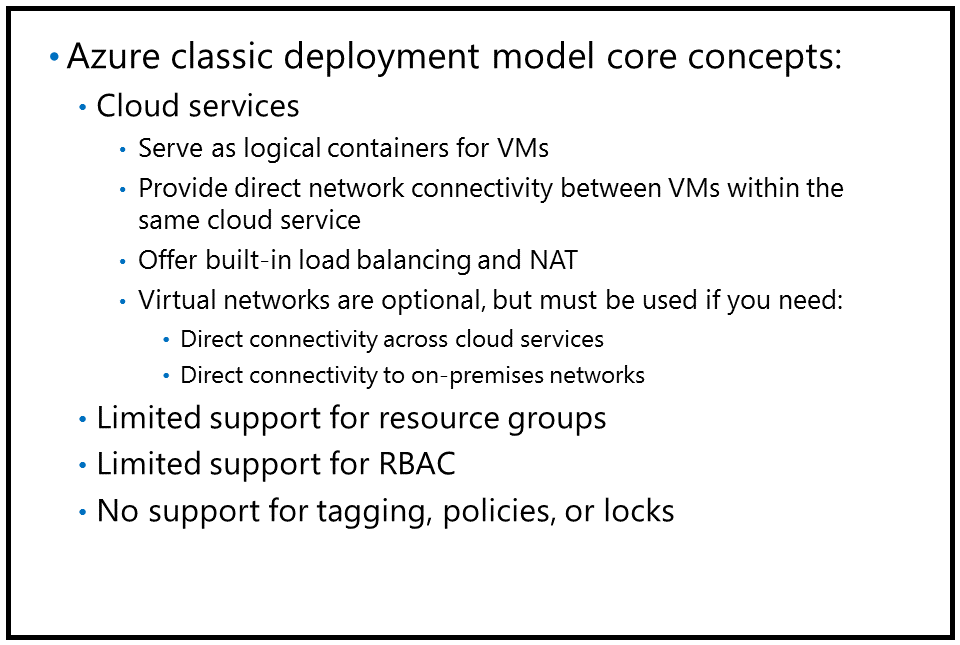 • Azure classic deployment model core concepts:
• Cloud services
• Serve as logical containers for VMs
• Provide direct network connectivity between VMs within the
same cloud service
• Offer built-in load balancing and NAT
• Virtual networks are optional, but must be used if you need:
• Direct connectivity across cloud services
• Direct connectivity to on-premises networks
• Limited support for resource groups
• Limited support for RBAC
• No support for tagging, policies, or locks